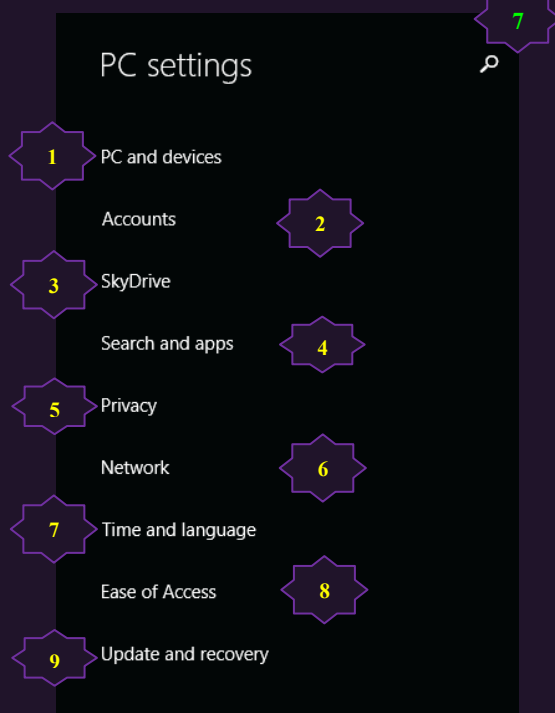 7
PC settings
1 PC and devices
Accounts 2
3 SkyDrive
Search and apps 4
5 Privacy
Network 6
7 Time and language
Ease of Access 8
9 Update and recovery